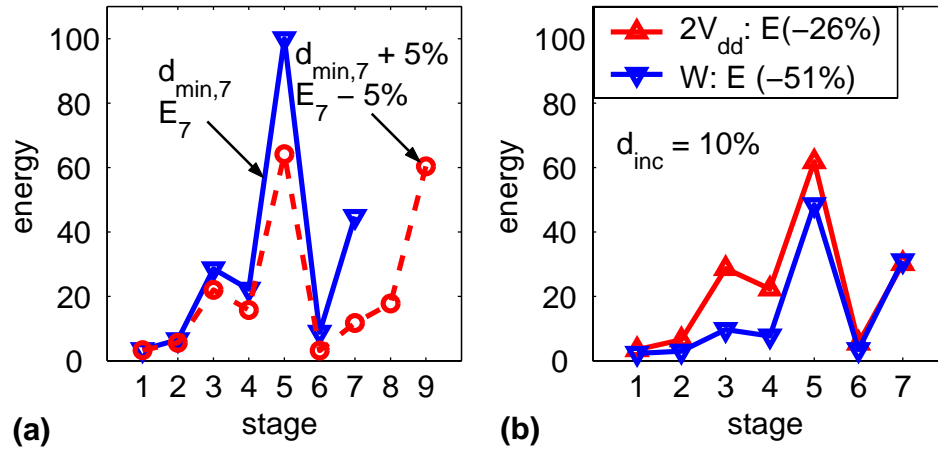 energy
100
80
60
40
20
0
d_min,7
E_7
d_min,7 + 5%
E_7 − 5%
1 2 3 4 5 6 7 8 9
stage
(a)
energy
100
80
60
40
20
0
2V_dd: E(−26%)
W: E (−51%)
d_inc = 10%
1 2 3 4 5 6 7
stage
(b)